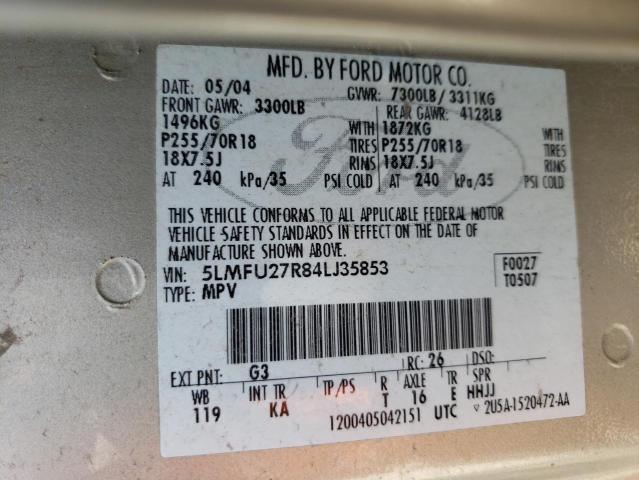 MFD. BY FORD MOTOR CO.
DATE: 05/04 GVWR: 7300LB / 3311KG
FRONT GAWR: 3300LB REAR GAWR: 4128LB
1496KG WITH 1872KG WITH
P255/70R18 TIRES P255/70R18 TIRES
18X7.5J RIMS 18X7.5J RIMS
AT 240 kPa/35 PSI COLD AT 240 kPa/35 PSI COLD
Ford
THIS VEHICLE CONFORMS TO ALL APPLICABLE FEDERAL MOTOR
VEHICLE SAFETY STANDARDS IN EFFECT ON THE DATE OF
MANUFACTURE SHOWN ABOVE.
VIN: 5LMFU27R84LJ35853 F0027
TYPE: MPV T0507
EXT PNT: G3 RC: 26 DSO:
WB INT TR TP/PS R AXLE TR SPR
119 KA T 16 E HHJJ
1200405042151 UTC ▽ 2U5A-1520472-AA